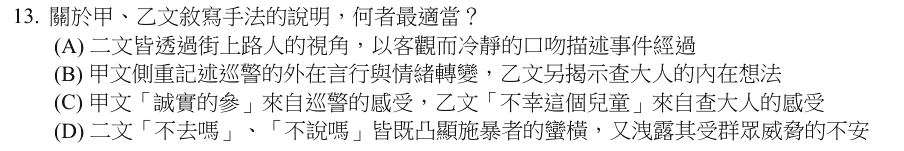 13. 關於甲、乙文敘寫手法的說明，何者最適當？
(A) 二文皆透過街上路人的視角，以客觀而冷靜的口吻描述事件經過
(B) 甲文側重記述巡警的外在言行與情緒轉變，乙文另揭示查大人的內在想法
(C) 甲文「誠實的參」來自巡警的感受，乙文「不幸這個兒童」來自查大人的感受
(D) 二文「不去嗎」、「不說嗎」皆既凸顯施暴者的蠻橫，又洩露其受群眾威脅的不安